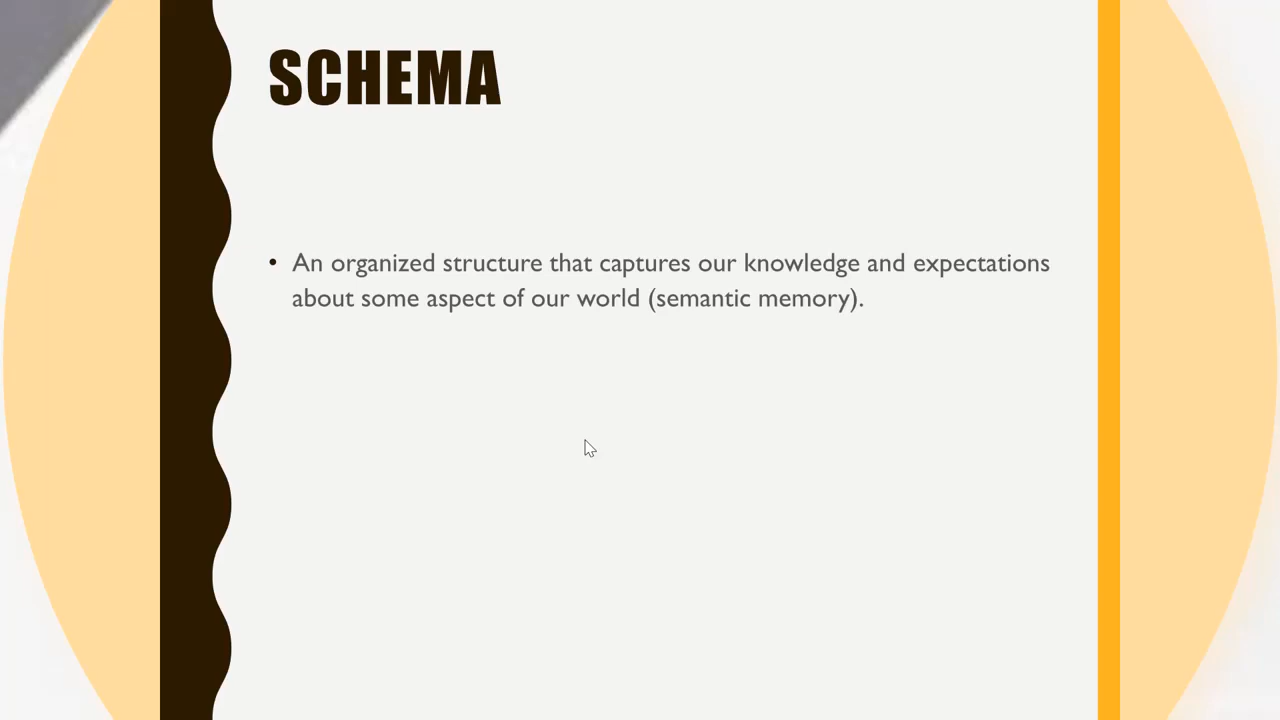 SCHEMA
• An organized structure that captures our knowledge and expectations
about some aspect of our world (semantic memory).